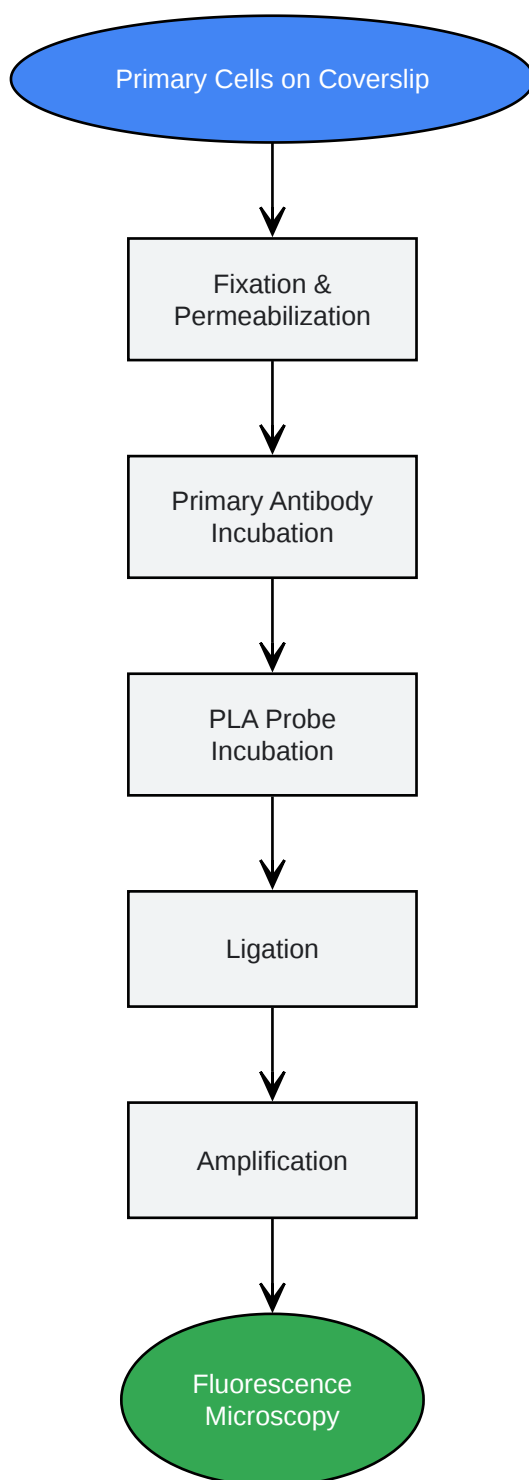 Primary Cells on Coverslip
Fixation &
Permeabilization
Primary Antibody
Incubation
PLA Probe
Incubation
Ligation
Amplification
Fluorescence
Microscopy